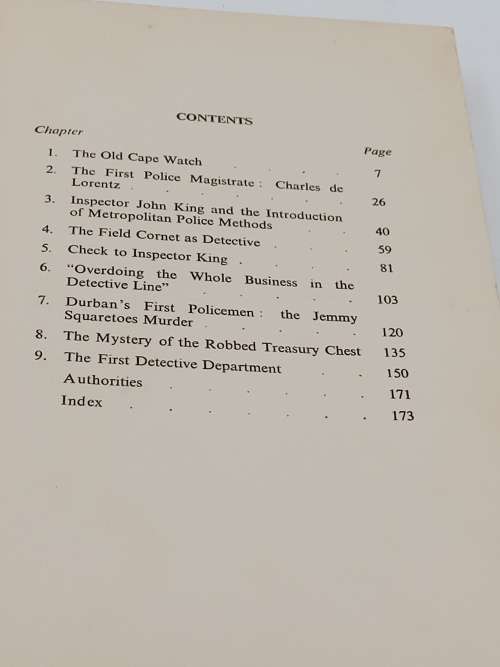 CONTENTS
Chapter Page
1. The Old Cape Watch . . . . 7
2. The First Police Magistrate : Charles de
Lorentz . . . . . . 26
3. Inspector John King and the Introduction
of Metropolitan Police Methods . . 40
4. The Field Cornet as Detective . . . 59
5. Check to Inspector King . . . . 81
6. "Overdoing the Whole Business in the
Detective Line" . . . . . 103
7. Durban's First Policemen : the Jemmy
Squaretoes Murder . . . . . 120
8. The Mystery of the Robbed Treasury Chest 135
9. The First Detective Department . . 150
Authorities . . . . . . 171
Index . . . . . . . 173